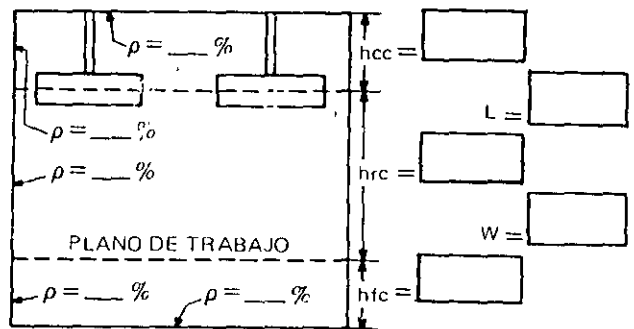 ρ = ___ %
hcc =
L =
ρ = ___ %
ρ = ___ %
hrc =
W =
PLANO DE TRABAJO
ρ = ___ %
ρ = ___ %
hfc =